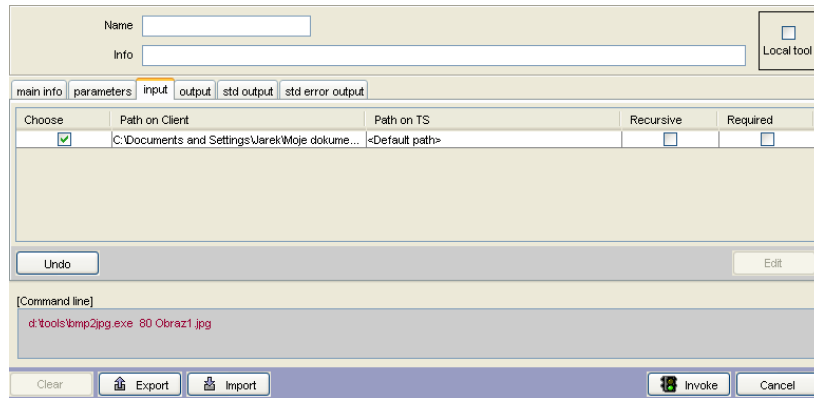 Name
Info
Local tool
main info parameters input output std output std error output
Choose Path on Client Path on TS Recursive Required
C:\Documents and Settings\Jarek\Moje dokume... <Default path>
Undo Edit
[Command line]
d:\tools\bmp2jpg.exe 80 Obraz1.jpg
Clear Export Import Invoke Cancel